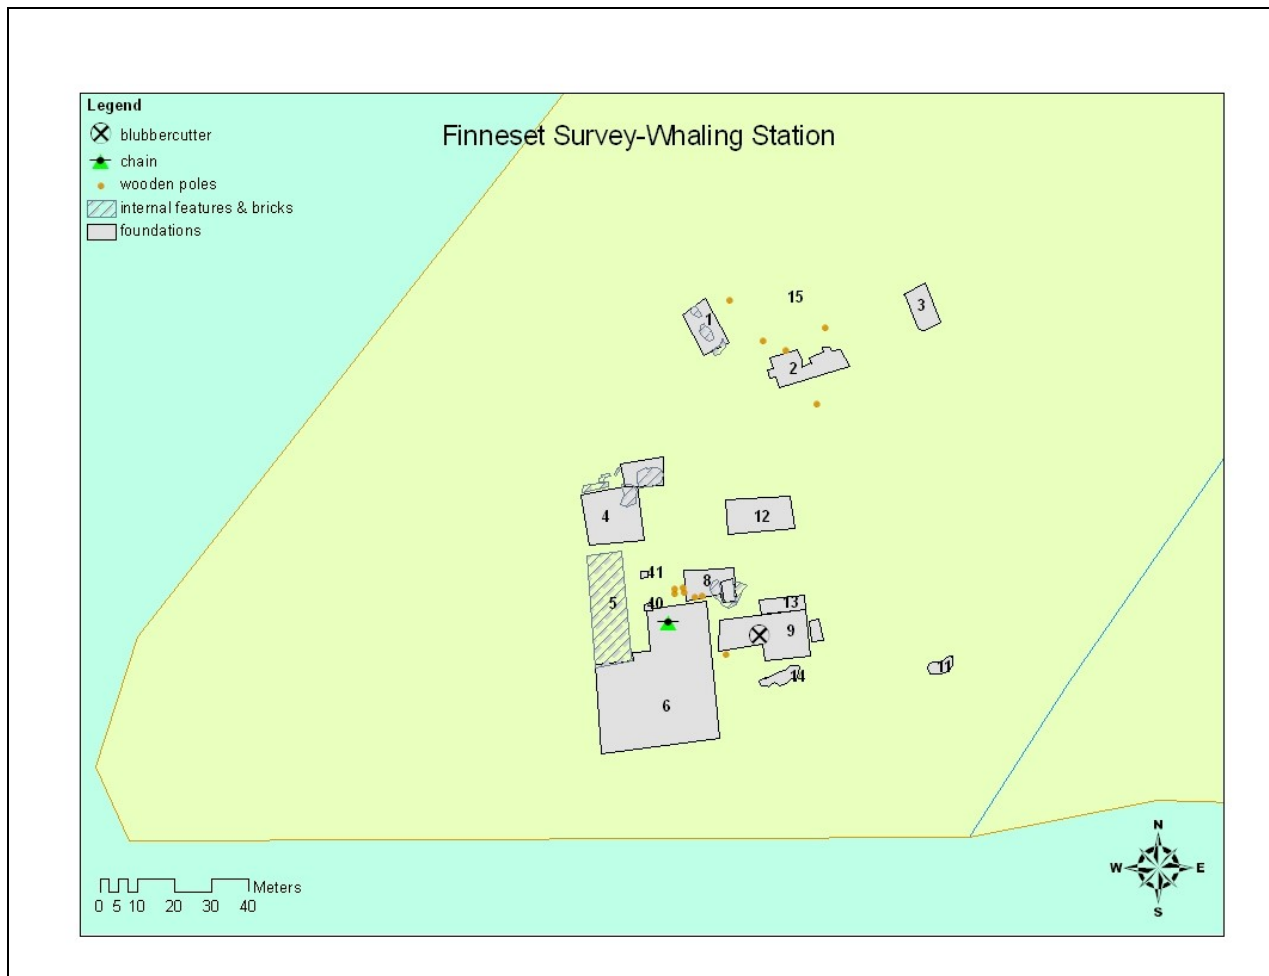 Legend
Finneset Survey-Whaling Station
blubbercutter
chain
wooden poles
internal features & bricks
foundations
15
3
1
2
4
12
41
8
5
40
13
9
11
14
6
N
W E
S
Meters
0 5 10 20 30 40